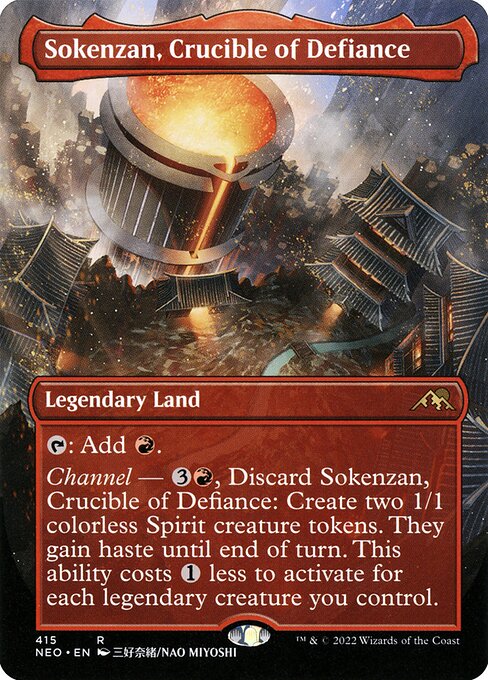 Sokenzan, Crucible of Defiance
Legendary Land
: Add .
Channel — 3, Discard Sokenzan,
Crucible of Defiance: Create two 1/1
colorless Spirit creature tokens. They
gain haste until end of turn. This
ability costs 1 less to activate for
each legendary creature you control.
415 R
NEO • EN 三好奈緒/NAO MIYOSHI
™ & © 2022 Wizards of the Coast